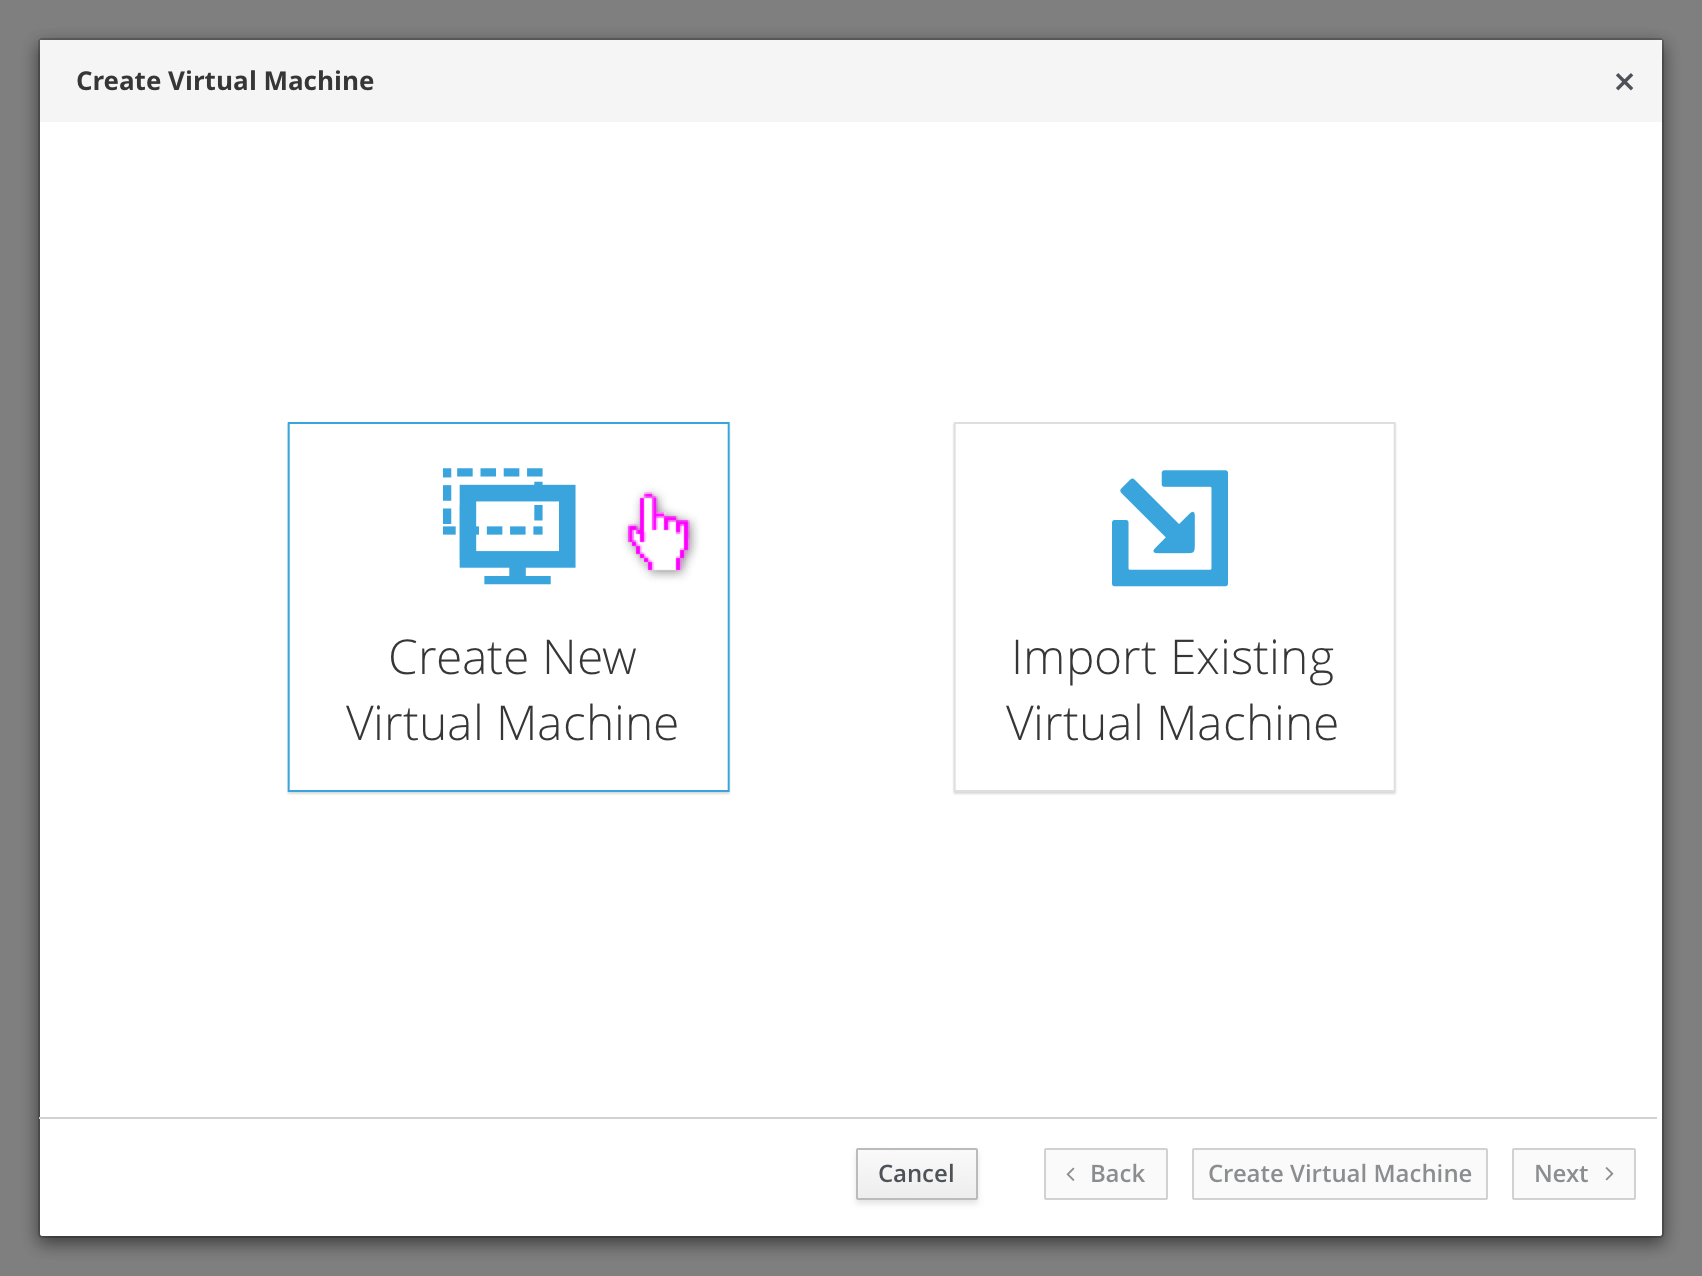 Create Virtual Machine
Create New
Virtual Machine
Import Existing
Virtual Machine
Cancel
Back
Create Virtual Machine
Next